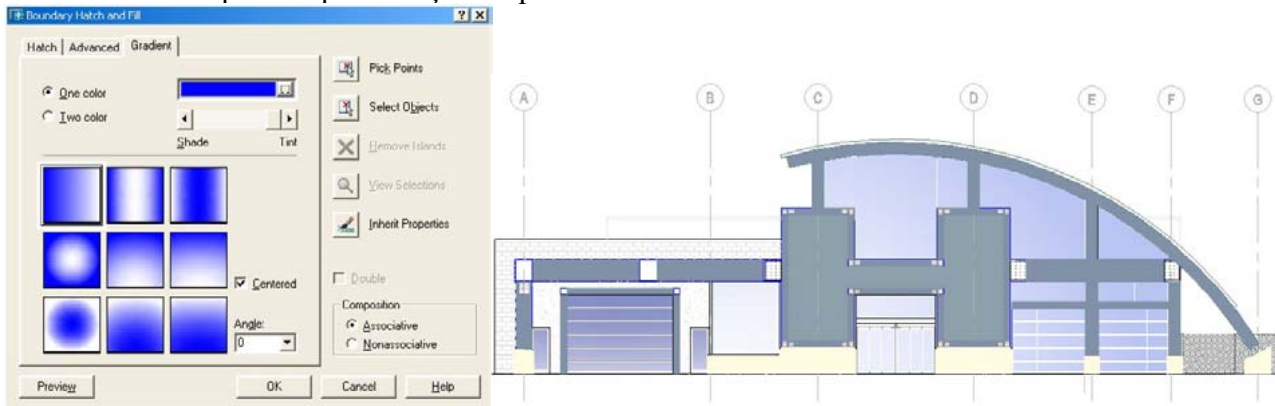 Boundary Hatch and Fill
Hatch Advanced Gradient
One color
Two color
Shade Tint
Centered
Angle:
0
Pick Points
Select Objects
Remove Islands
View Selections
Inherit Properties
Double
Composition
Associative
Nonassociative
Preview OK Cancel Help
A B C D E F G